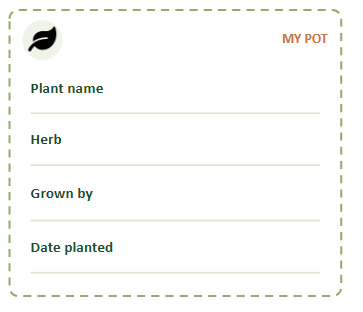 MY POT
Plant name
Herb
Grown by
Date planted